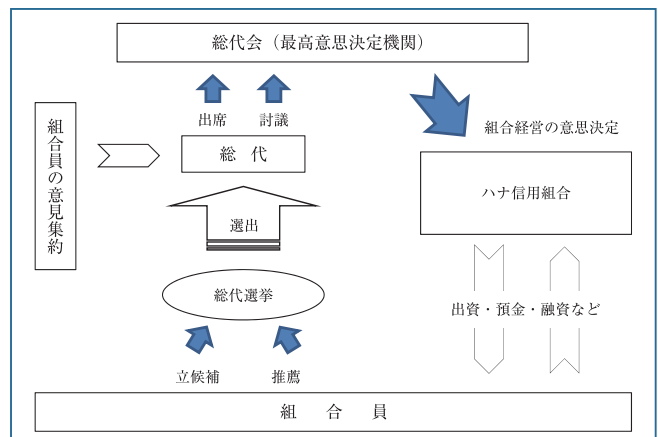 総代会（最高意思決定機関）
出席
討議
組合経営の意思決定
組合員の意見集約
総　代
ハナ信用組合
選出
総代選挙
出資・預金・融資など
立候補
推薦
組　合　員